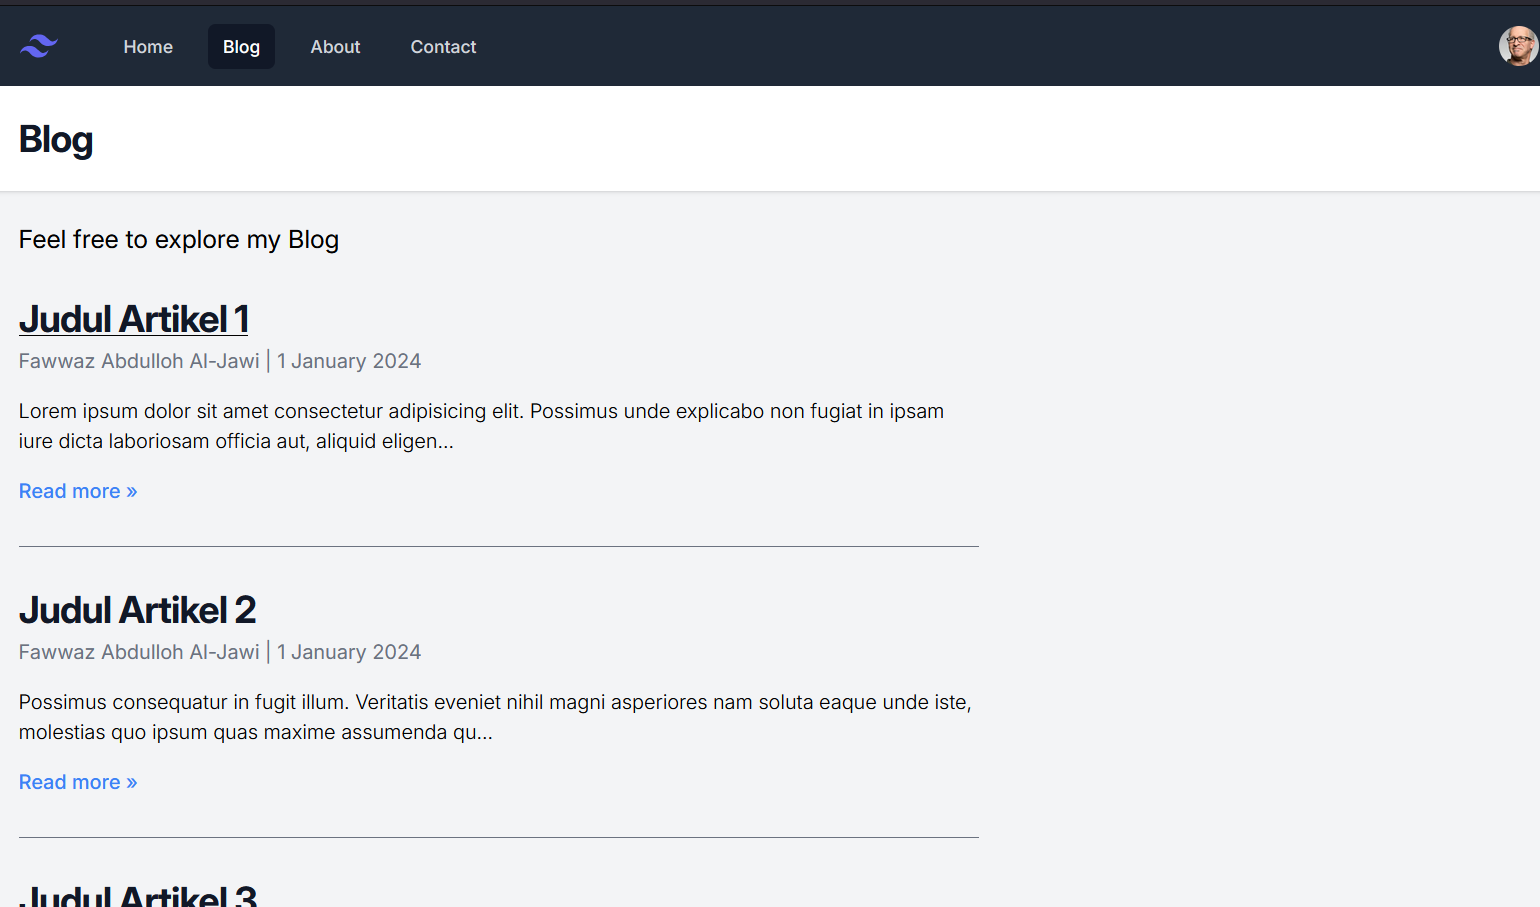 Home Blog About Contact
Blog
Feel free to explore my Blog
Judul Artikel 1
Fawwaz Abdulloh Al-Jawi | 1 January 2024
Lorem ipsum dolor sit amet consectetur adipisicing elit. Possimus unde explicabo non fugiat in ipsam
iure dicta laboriosam officia aut, aliquid eligen...
Read more »
Judul Artikel 2
Fawwaz Abdulloh Al-Jawi | 1 January 2024
Possimus consequatur in fugit illum. Veritatis eveniet nihil magni asperiores nam soluta eaque unde iste,
molestias quo ipsum quas maxime assumenda qu...
Read more »
Judul Artikel 3